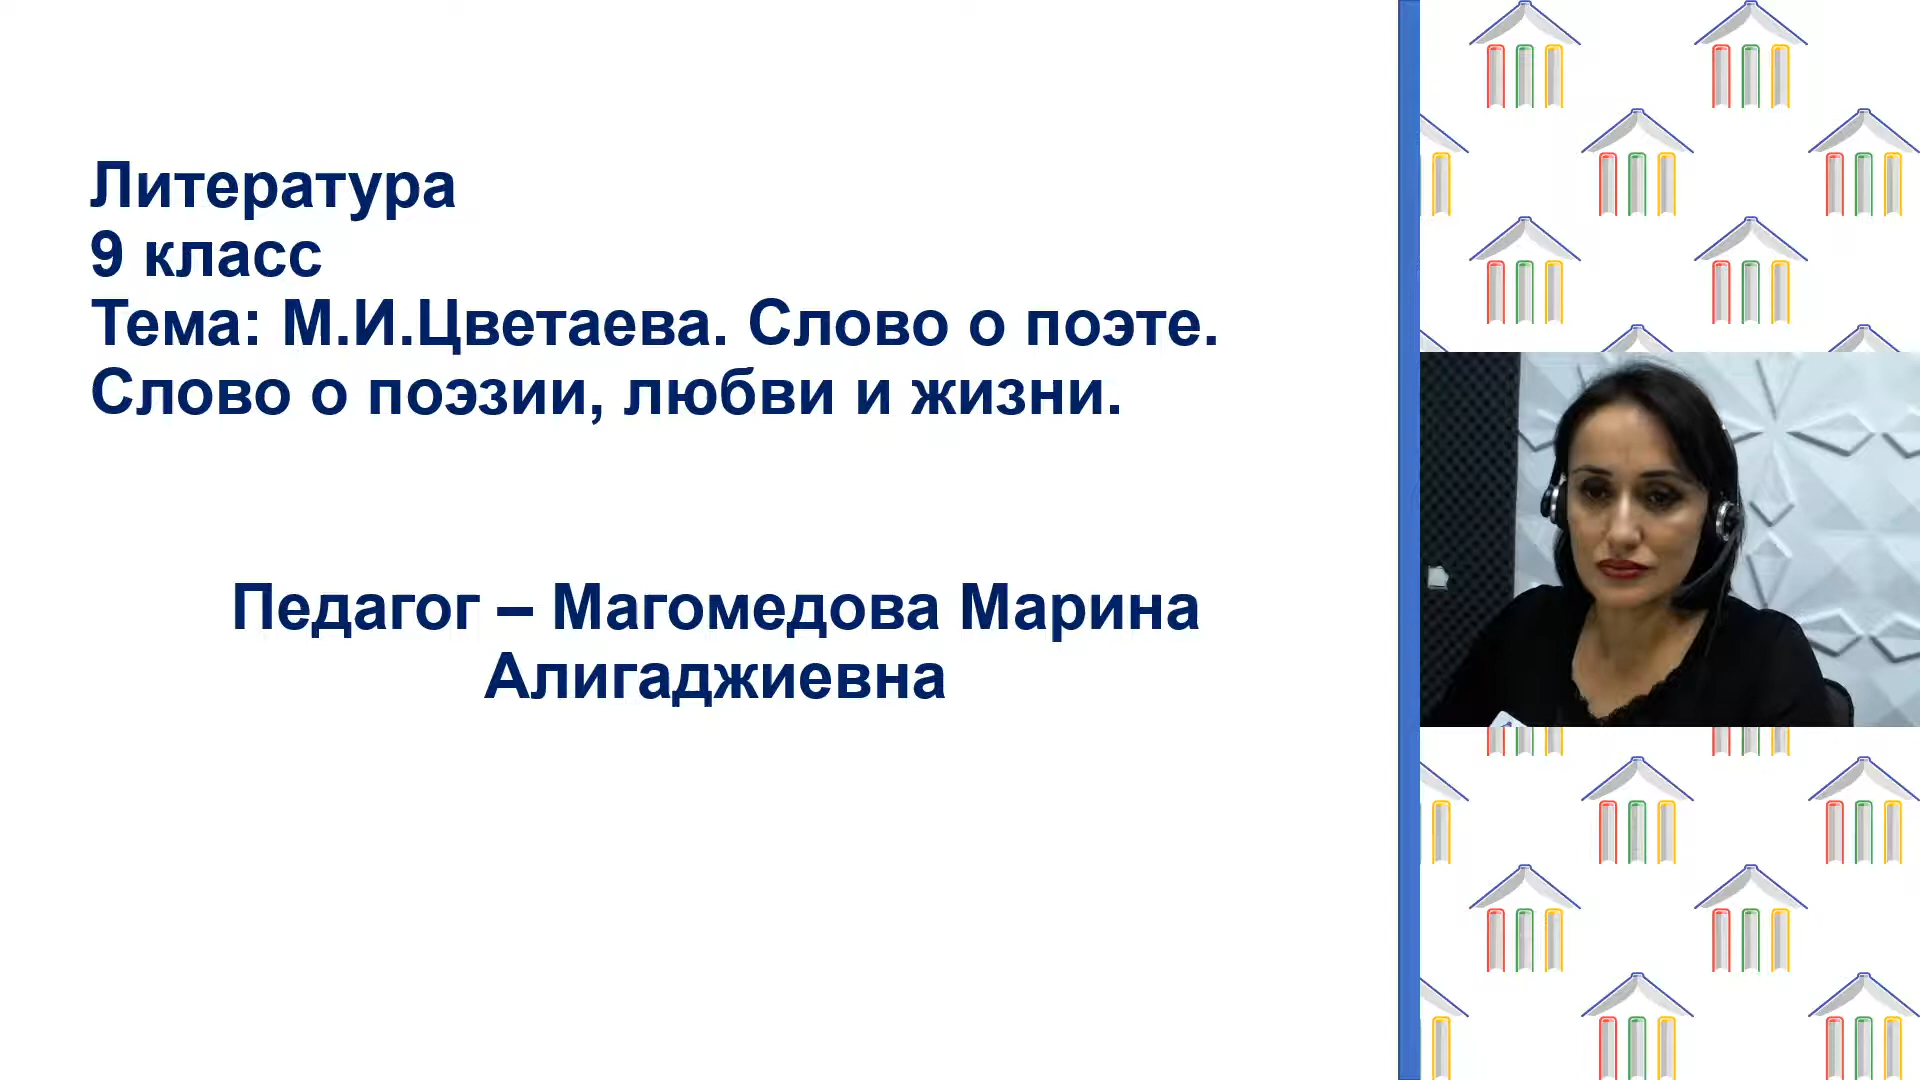 Литература
9 класс
Тема: М.И.Цветаева. Слово о поэте.
Слово о поэзии, любви и жизни.
Педагог – Магомедова Марина
Алигаджиевна